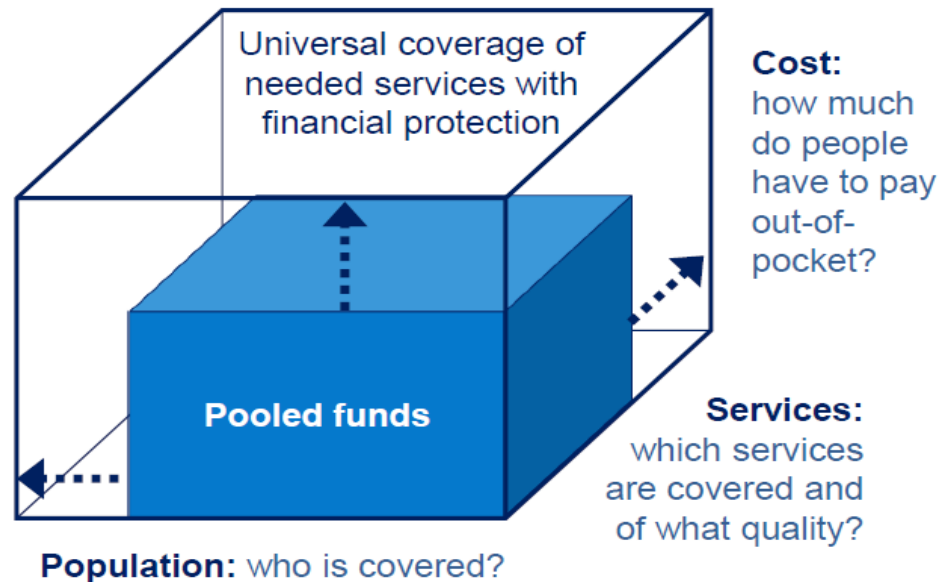 Universal coverage of
needed services with
financial protection
Cost:
how much
do people
have to pay
out-of-
pocket?
Pooled funds
Services:
which services
are covered and
of what quality?
Population: who is covered?